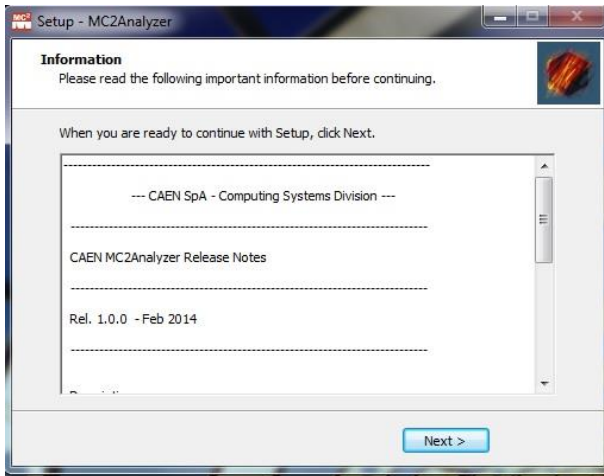 Setup - MC2Analyzer
Information
Please read the following important information before continuing.
When you are ready to continue with Setup, click Next.
--------------------------------------------------------------------------------
--- CAEN SpA - Computing Systems Division ---
--------------------------------------------------------------------------------
CAEN MC2Analyzer Release Notes
--------------------------------------------------------------------------------
Rel. 1.0.0 - Feb 2014
--------------------------------------------------------------------------------
Next >